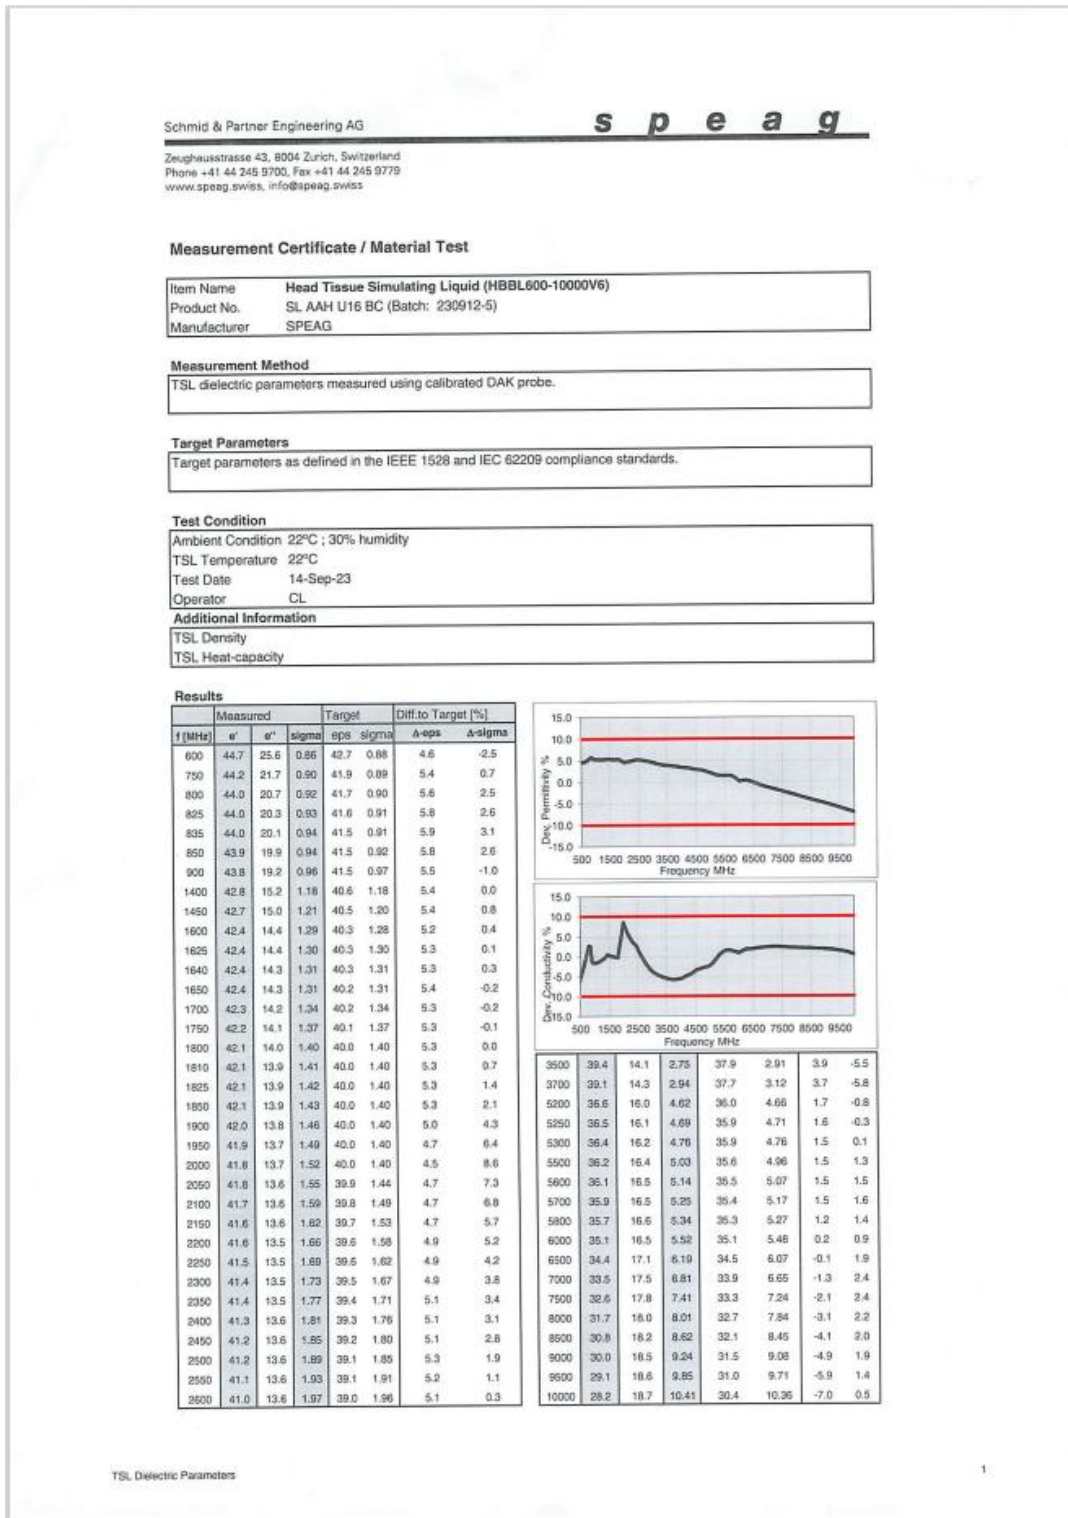 Schmid & Partner Engineering AG
s p e a g
Zeughausstrasse 43, 8004 Zurich, Switzerland
Phone +41 44 245 9700, Fax +41 44 245 9779
www.speag.swiss, info@speag.swiss
Measurement Certificate / Material Test
Item Name Head Tissue Simulating Liquid (HBBL600-10000V6)
Product No. SL AAH U16 BC (Batch: 230912-5)
Manufacturer SPEAG
Measurement Method
TSL dielectric parameters measured using calibrated DAK probe.
Target Parameters
Target parameters as defined in the IEEE 1528 and IEC 62209 compliance standards.
Test Condition
Ambient Condition 22°C ; 30% humidity
TSL Temperature 22°C
Test Date 14-Sep-23
Operator CL
Additional Information
TSL Density
TSL Heat-capacity
Results
Measured Target Diff.to Target [%]
f [MHz] e' e'' sigma eps sigma Δ-eps Δ-sigma
600 44.7 25.6 0.86 42.7 0.88 4.6 -2.5
750 44.2 21.7 0.90 41.9 0.89 5.4 0.7
800 44.0 20.7 0.92 41.7 0.90 5.6 2.5
825 44.0 20.3 0.93 41.6 0.91 5.8 2.6
835 44.0 20.1 0.94 41.5 0.91 5.9 3.1
850 43.9 19.9 0.94 41.5 0.92 5.8 2.6
900 43.8 19.2 0.96 41.5 0.97 5.5 -1.0
1400 42.8 15.2 1.18 40.6 1.18 5.4 0.0
1450 42.7 15.0 1.21 40.5 1.20 5.4 0.8
1600 42.4 14.4 1.29 40.3 1.28 5.2 0.4
1625 42.4 14.4 1.30 40.3 1.30 5.3 0.1
1640 42.4 14.3 1.31 40.3 1.31 5.3 0.3
1650 42.4 14.3 1.31 40.2 1.31 5.4 -0.2
1700 42.3 14.2 1.34 40.2 1.34 5.3 -0.2
1750 42.2 14.1 1.37 40.1 1.37 5.3 -0.1
1800 42.1 14.0 1.40 40.0 1.40 5.3 0.0
1810 42.1 13.9 1.41 40.0 1.40 5.3 0.7
1825 42.1 13.9 1.42 40.0 1.40 5.3 1.4
1850 42.1 13.9 1.43 40.0 1.40 5.3 2.1
1900 42.0 13.8 1.46 40.0 1.40 5.0 4.3
1950 41.9 13.7 1.49 40.0 1.40 4.7 6.4
2000 41.8 13.7 1.52 40.0 1.40 4.5 8.6
2050 41.8 13.6 1.55 39.9 1.44 4.7 7.3
2100 41.7 13.6 1.59 39.8 1.49 4.7 6.8
2150 41.6 13.6 1.62 39.7 1.53 4.7 5.7
2200 41.6 13.5 1.66 39.6 1.58 4.9 5.2
2250 41.5 13.5 1.69 39.6 1.62 4.9 4.2
2300 41.4 13.5 1.73 39.5 1.67 4.9 3.8
2350 41.4 13.5 1.77 39.4 1.71 5.1 3.4
2400 41.3 13.6 1.81 39.3 1.76 5.1 3.1
2450 41.2 13.6 1.85 39.2 1.80 5.1 2.8
2500 41.2 13.6 1.89 39.1 1.85 5.3 1.9
2550 41.1 13.6 1.93 39.1 1.91 5.2 1.1
2600 41.0 13.6 1.97 39.0 1.96 5.1 0.3
15.0
10.0
5.0
0.0
-5.0
-10.0
-15.0
Dev. Permittivity %
500 1500 2500 3500 4500 5500 6500 7500 8500 9500
Frequency MHz
15.0
10.0
5.0
0.0
-5.0
-10.0
-15.0
Dev. Conductivity %
500 1500 2500 3500 4500 5500 6500 7500 8500 9500
Frequency MHz
3500 39.4 14.1 2.75 37.9 2.91 3.9 -5.5
3700 39.1 14.3 2.94 37.7 3.12 3.7 -5.8
5200 36.6 16.0 4.62 36.0 4.66 1.7 -0.8
5250 36.5 16.1 4.69 35.9 4.71 1.6 -0.3
5300 36.4 16.2 4.76 35.9 4.76 1.5 0.1
5500 36.2 16.4 5.03 35.6 4.96 1.5 1.3
5600 36.1 16.5 5.14 35.5 5.07 1.5 1.5
5700 35.9 16.5 5.25 35.4 5.17 1.5 1.6
5800 35.7 16.6 5.34 35.3 5.27 1.2 1.4
6000 35.1 16.5 5.52 35.1 5.48 0.2 0.9
6500 34.4 17.1 6.19 34.5 6.07 -0.1 1.9
7000 33.5 17.5 6.81 33.9 6.65 -1.3 2.4
7500 32.6 17.8 7.41 33.3 7.24 -2.1 2.4
8000 31.7 18.0 8.01 32.7 7.84 -3.1 2.2
8500 30.8 18.2 8.62 32.1 8.45 -4.1 2.0
9000 30.0 18.5 9.24 31.5 9.08 -4.9 1.9
9500 29.1 18.6 9.85 31.0 9.71 -5.9 1.4
10000 28.2 18.7 10.41 30.4 10.36 -7.0 0.5
TSL Dielectric Parameters
1